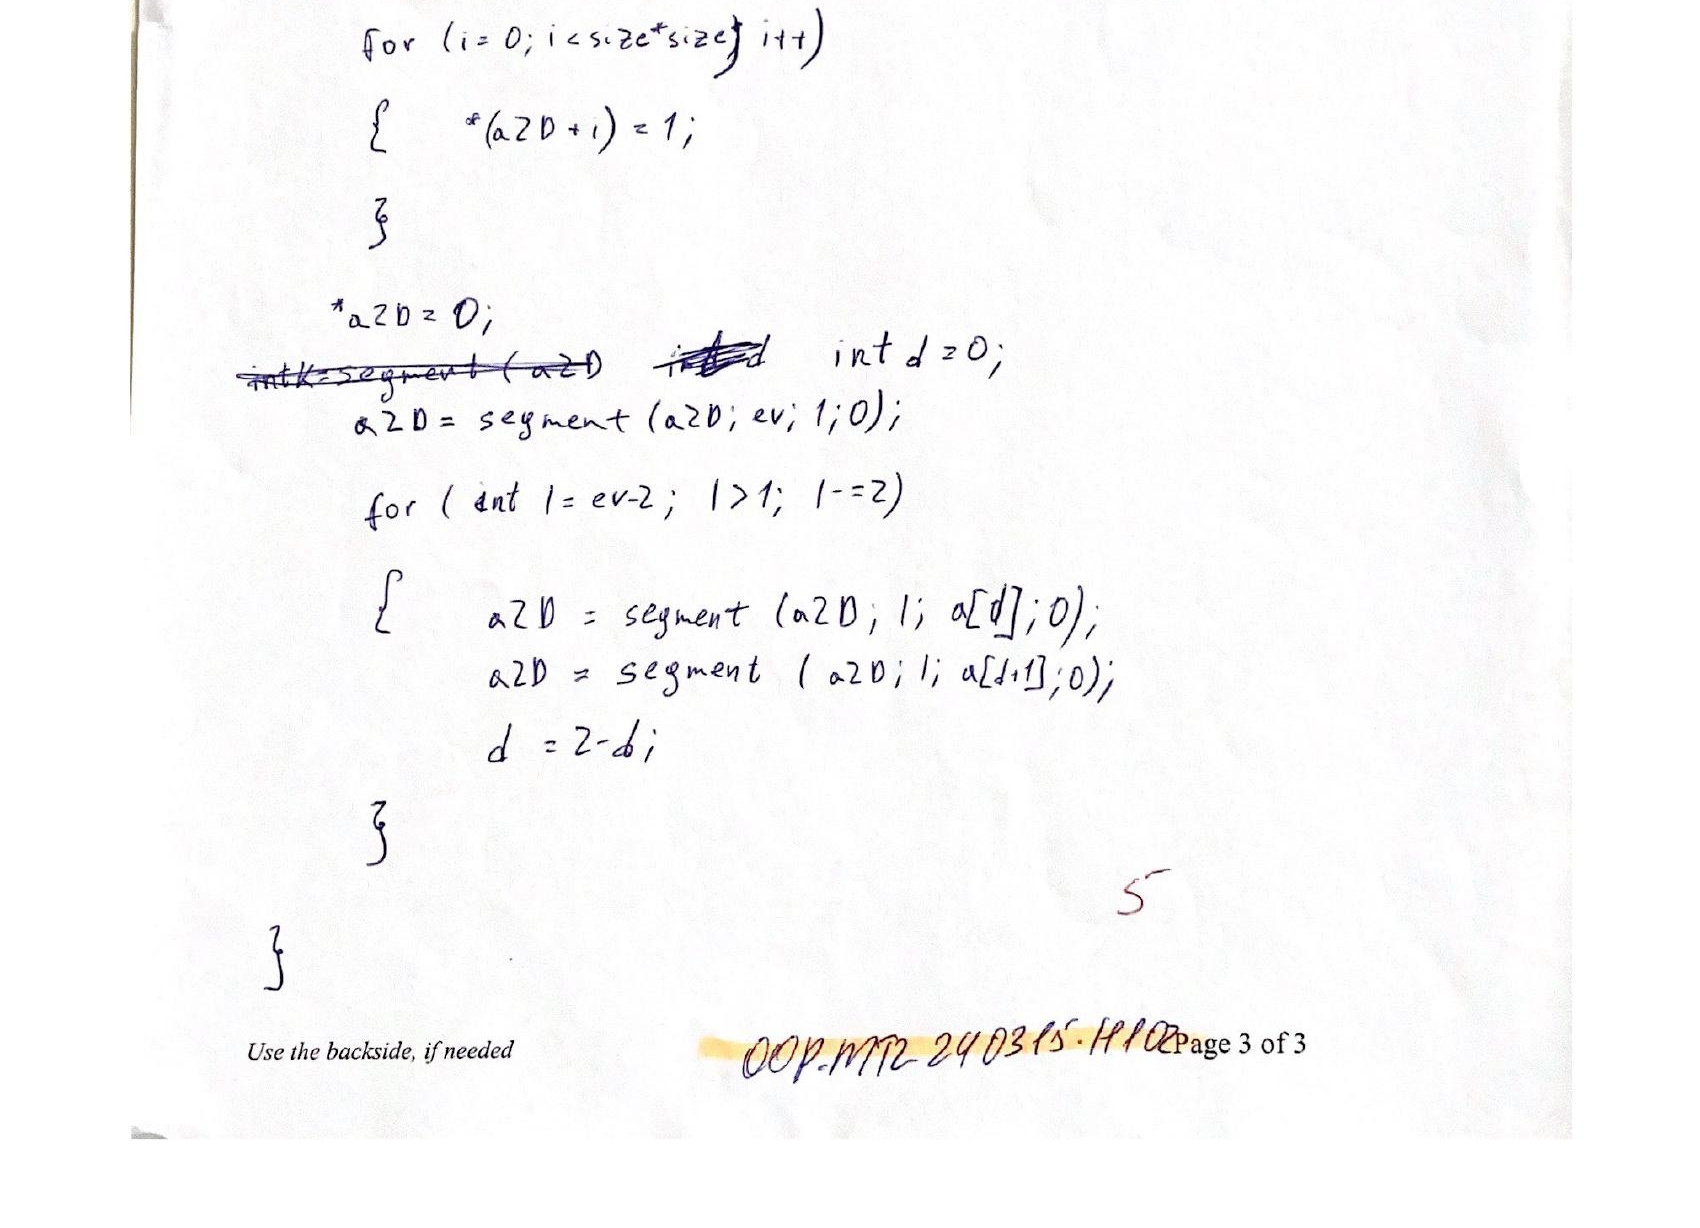 for (i = 0; i < size*size; i++)
{ *(a2D + i) = 1;
}
*a2D = 0;
int k = segment (a2D int d int d = 0;
a2D = segment (a2D; ev; 1; 0);
for ( int l = ev-2; l > 1; l -= 2)
{ a2D = segment (a2D; l; a[d]; 0);
a2D = segment ( a2D; l; a[d+1]; 0);
d = 2-d;
}
5
}
Use the backside, if needed
OOP.MT2 240315.H102 Page 3 of 3